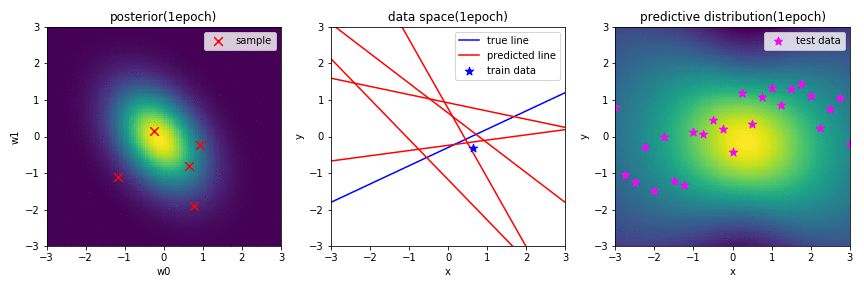 posterior(1epoch)
sample
3
2
1
0
−1
−2
−3
w1
−3 −2 −1 0 1 2 3
w0
data space(1epoch)
true line
predicted line
train data
3
2
1
0
−1
−2
−3
y
−3 −2 −1 0 1 2 3
x
predictive distribution(1epoch)
test data
3
2
1
0
−1
−2
−3
y
−3 −2 −1 0 1 2 3
x